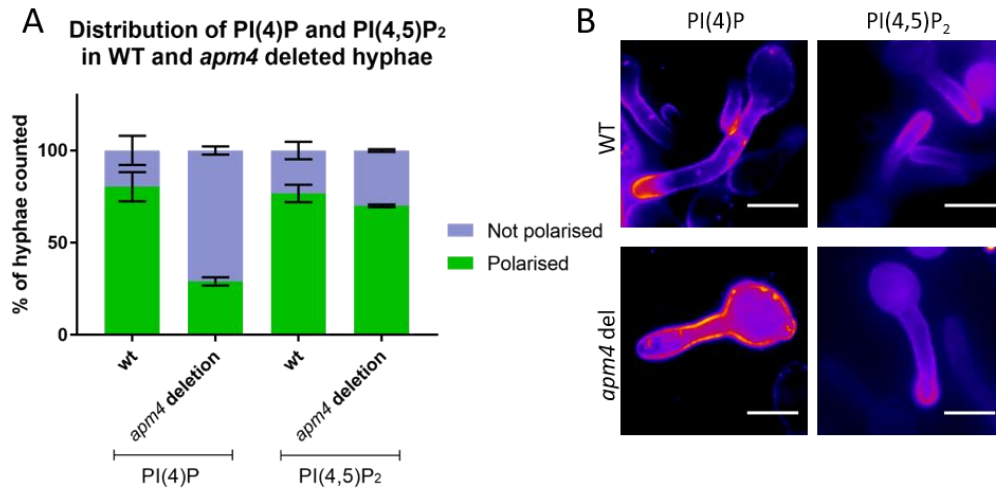 A
Distribution of PI(4)P and PI(4,5)P₂
in WT and apm4 deleted hyphae
% of hyphae counted
100
50
0
Not polarised
Polarised
wt
apm4 deletion
wt
apm4 deletion
PI(4)P
PI(4,5)P₂
B
PI(4)P
PI(4,5)P₂
WT
apm4 del